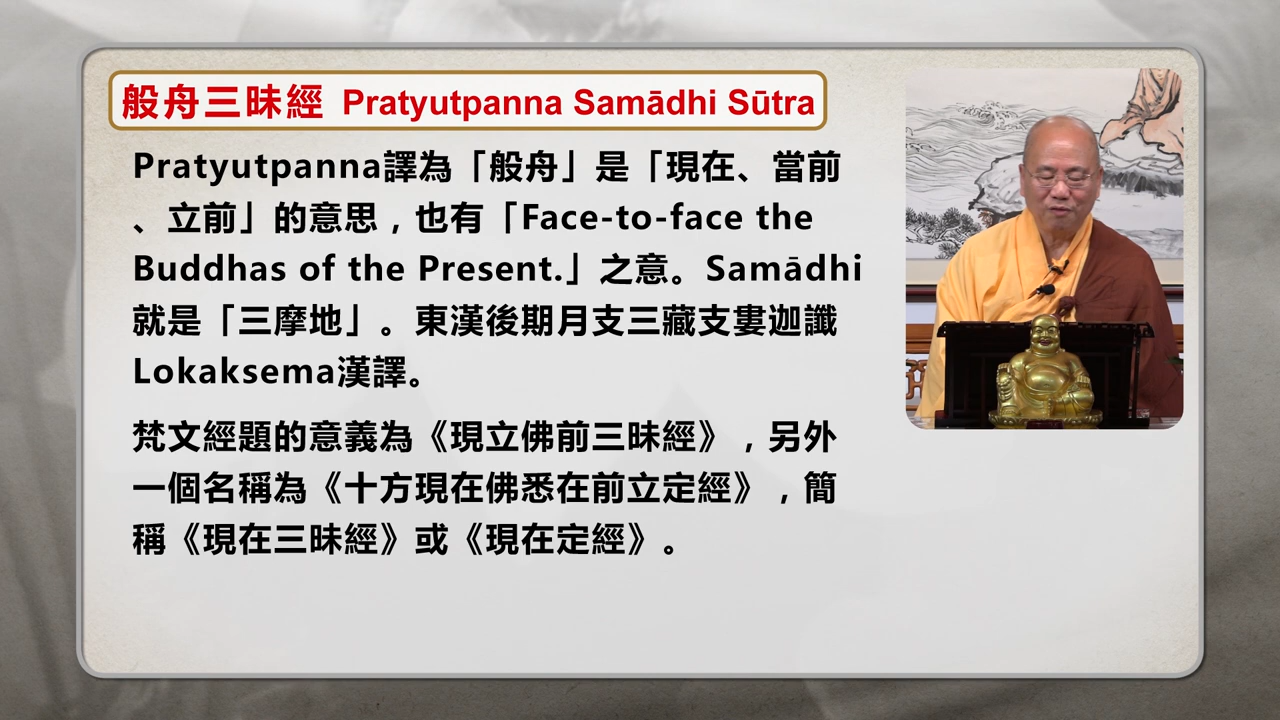 般舟三昧經 Pratyutpanna Samādhi Sūtra
Pratyutpanna譯為「般舟」是「現在、當前
、立前」的意思，也有「Face-to-face the
Buddhas of the Present.」之意。Samādhi
就是「三摩地」。東漢後期月支三藏支婁迦讖
Lokaksema漢譯。
梵文經題的意義為《現立佛前三昧經》，另外
一個名稱為《十方現在佛悉在前立定經》，簡
稱《現在三昧經》或《現在定經》。